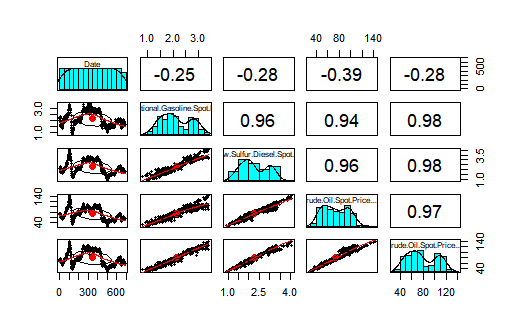 1.0 2.0 3.0 40 80 140
Date -0.25 -0.28 -0.39 -0.28 0 500
1.0 3.0 tional.Gasoline.Spot. 0.96 0.94 0.98
w.Sulfur.Diesel.Spot. 0.96 0.98 1.0 3.5
40 140 rude.Oil.Spot.Price... 0.97
rude.Oil.Spot.Price... 40 140
0 300 600 1.0 2.5 4.0 40 80 120